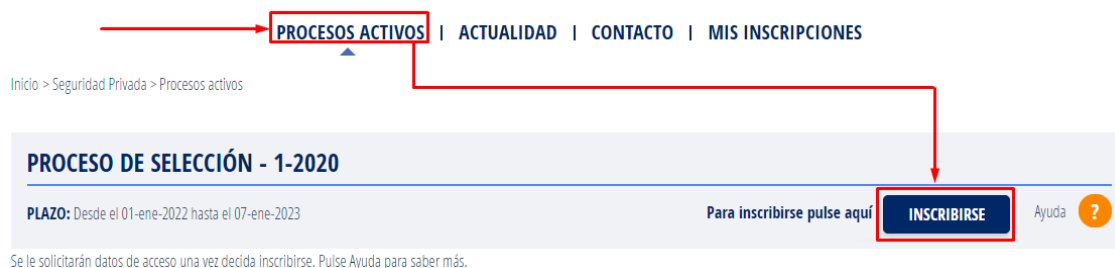 PROCESOS ACTIVOS | ACTUALIDAD | CONTACTO | MIS INSCRIPCIONES
Inicio > Seguridad Privada > Procesos activos
PROCESO DE SELECCIÓN - 1-2020
PLAZO: Desde el 01-ene-2022 hasta el 07-ene-2023 Para inscribirse pulse aquí INSCRIBIRSE Ayuda ?
Se le solicitarán datos de acceso una vez decida inscribirse. Pulse Ayuda para saber más.